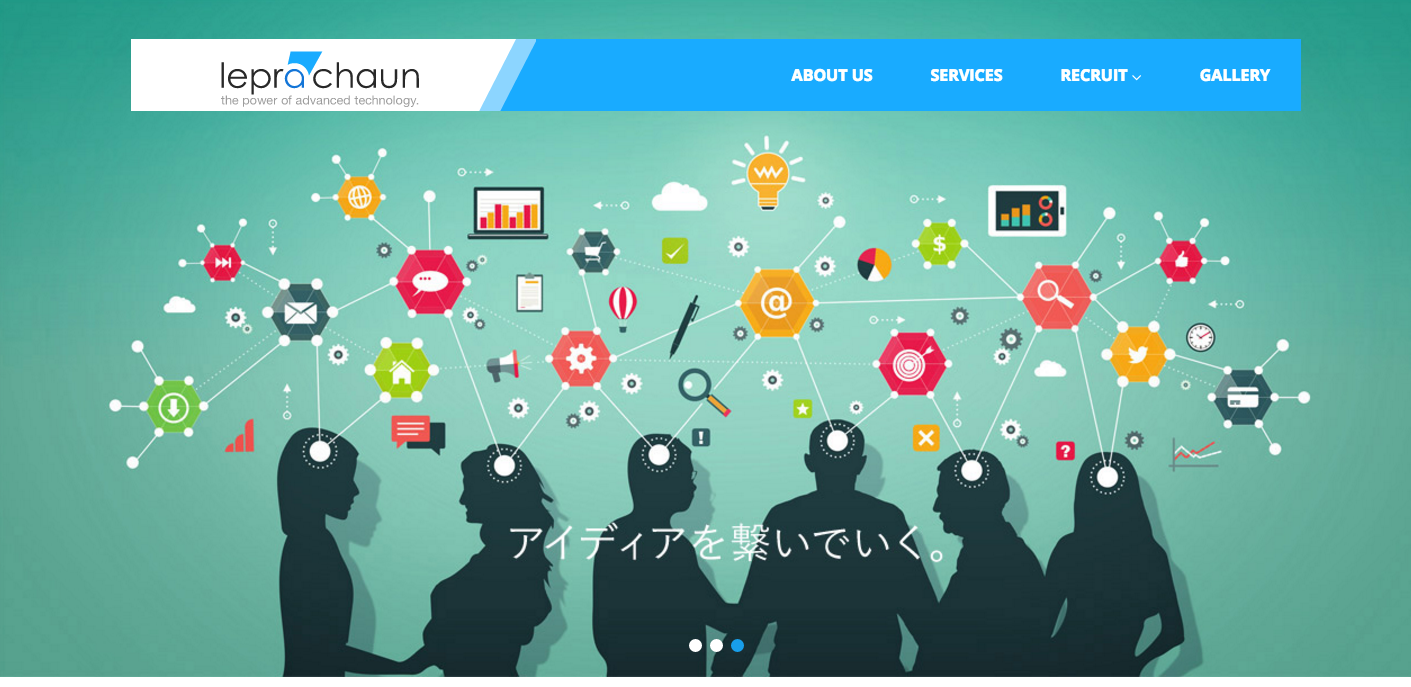 leprachaun
the power of advanced technology.
ABOUT US SERVICES RECRUIT GALLERY
$
@
!
?
アイディアを繋いでいく。